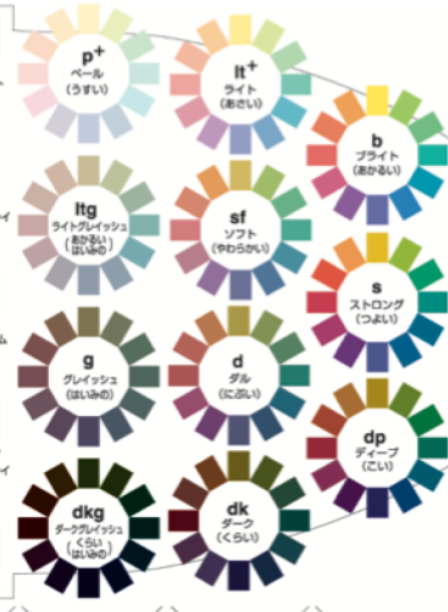 p+
ペール
(うすい)
lt+
ライト
(あさい)
b
ブライト
(あかるい)
ltg
ライトグレイッシュ
(あかるい
はいみの)
sf
ソフト
(やわらかい)
s
ストロング
(つよい)
g
グレイッシュ
(はいみの)
d
ダル
(にぶい)
dp
ディープ
(こい)
dkg
ダークグレイッシュ
(くらい
はいみの)
dk
ダーク
(くらい)
イ
ム
イ